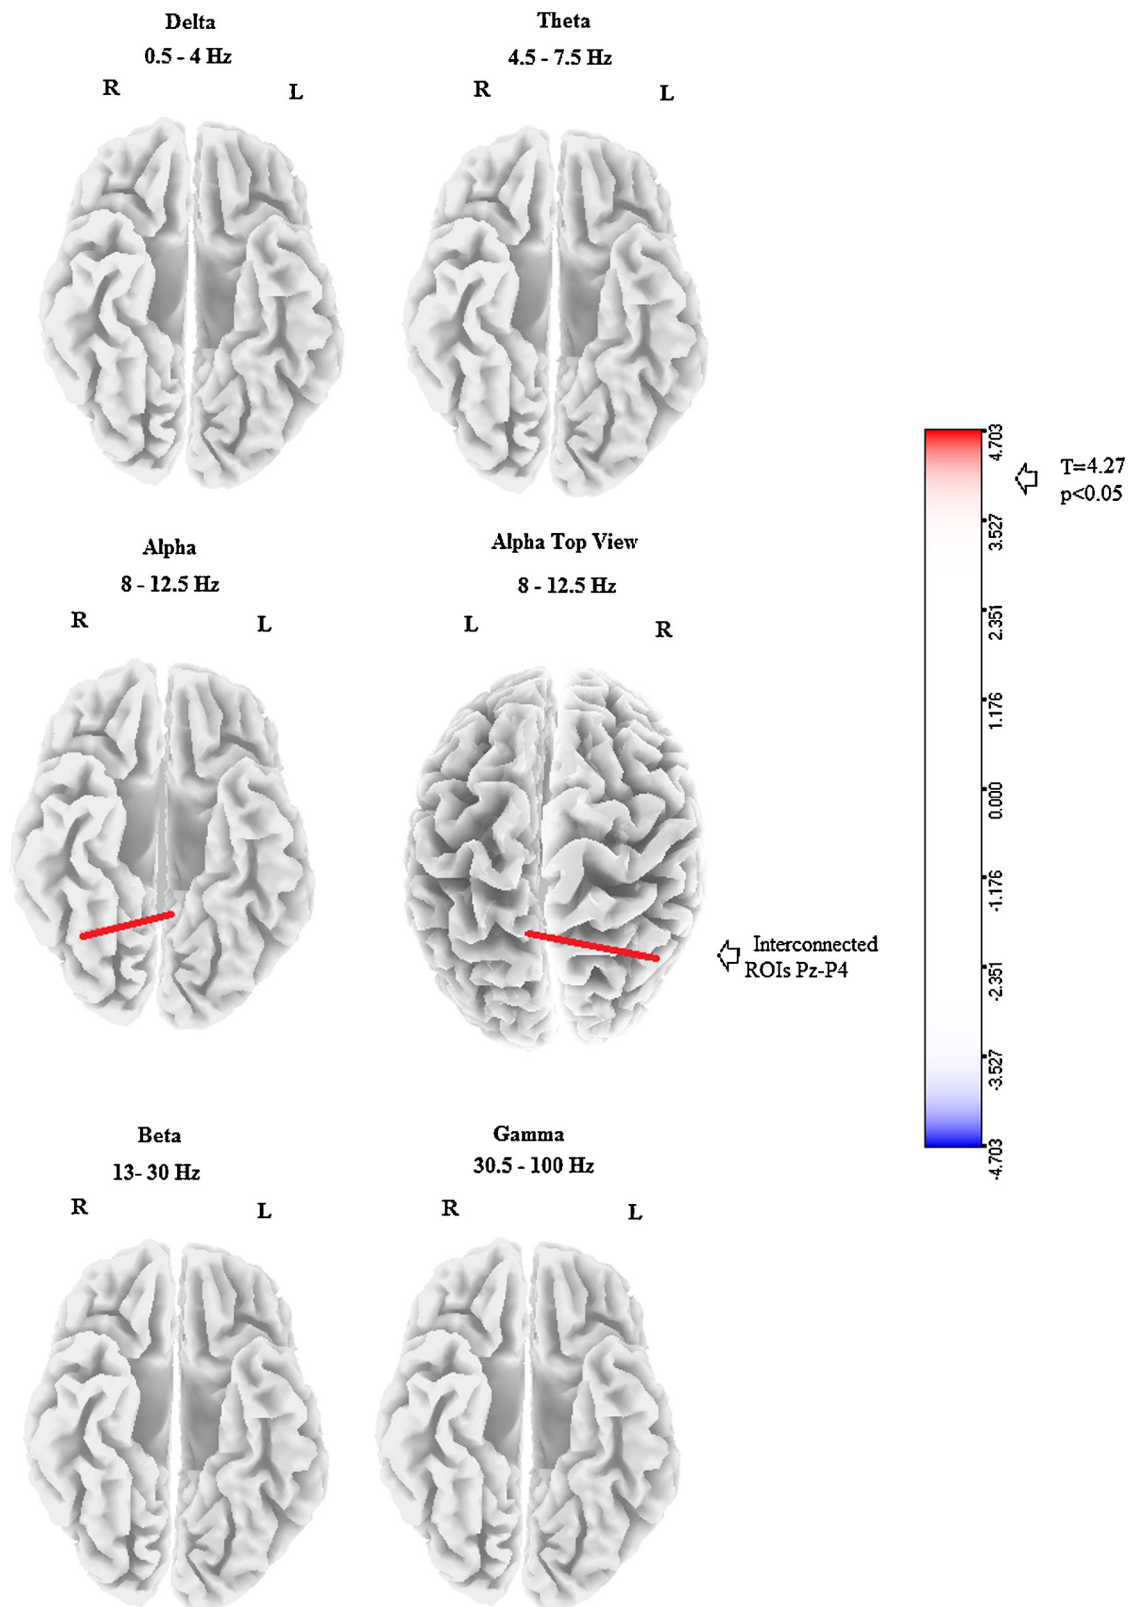 Delta
0.5 - 4 Hz
R L
Theta
4.5 - 7.5 Hz
R L
4.703
3.527
2.351
1.176
0.000
-1.176
-2.351
-3.527
-4.703
T=4.27
p<0.05
Alpha
8 - 12.5 Hz
R L
Alpha Top View
8 - 12.5 Hz
L R
Interconnected
ROIs Pz-P4
Beta
13- 30 Hz
R L
Gamma
30.5 - 100 Hz
R L